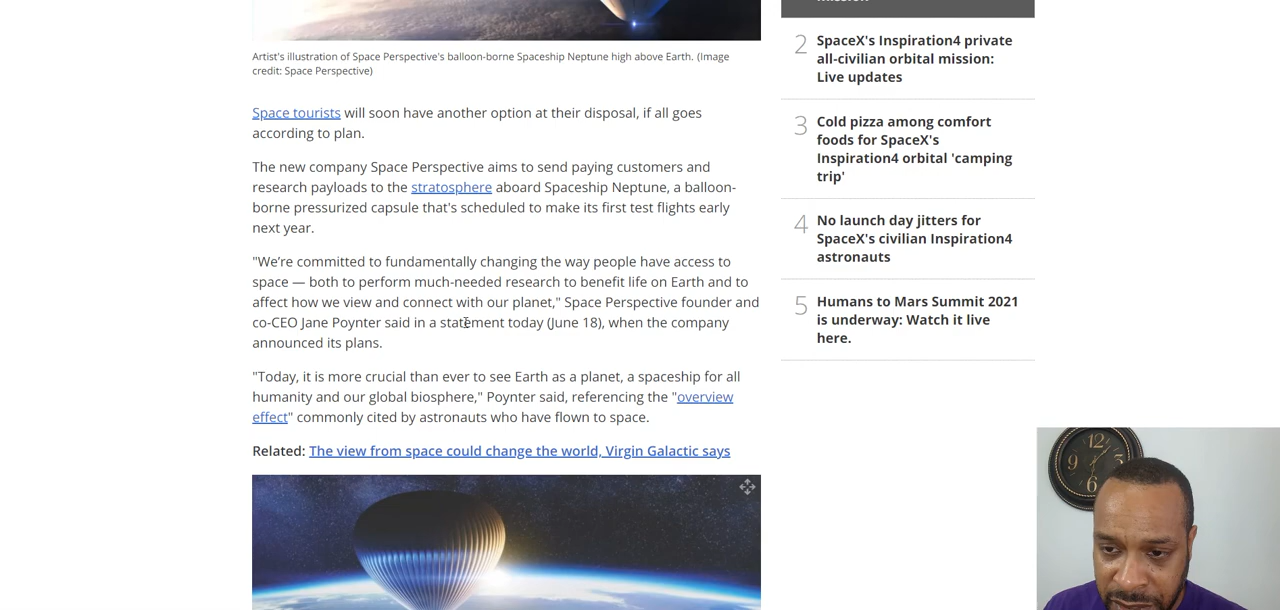 Artist's illustration of Space Perspective's balloon-borne Spaceship Neptune high above Earth. (Image
credit: Space Perspective)
Space tourists will soon have another option at their disposal, if all goes
according to plan.
The new company Space Perspective aims to send paying customers and
research payloads to the stratosphere aboard Spaceship Neptune, a balloon-
borne pressurized capsule that's scheduled to make its first test flights early
next year.
"We're committed to fundamentally changing the way people have access to
space — both to perform much-needed research to benefit life on Earth and to
affect how we view and connect with our planet," Space Perspective founder and
co-CEO Jane Poynter said in a statement today (June 18), when the company
announced its plans.
"Today, it is more crucial than ever to see Earth as a planet, a spaceship for all
humanity and our global biosphere," Poynter said, referencing the "overview
effect" commonly cited by astronauts who have flown to space.
Related: The view from space could change the world, Virgin Galactic says
2 SpaceX's Inspiration4 private
all-civilian orbital mission:
Live updates
3 Cold pizza among comfort
foods for SpaceX's
Inspiration4 orbital 'camping
trip'
4 No launch day jitters for
SpaceX's civilian Inspiration4
astronauts
5 Humans to Mars Summit 2021
is underway: Watch it live
here.
12
9
3
6